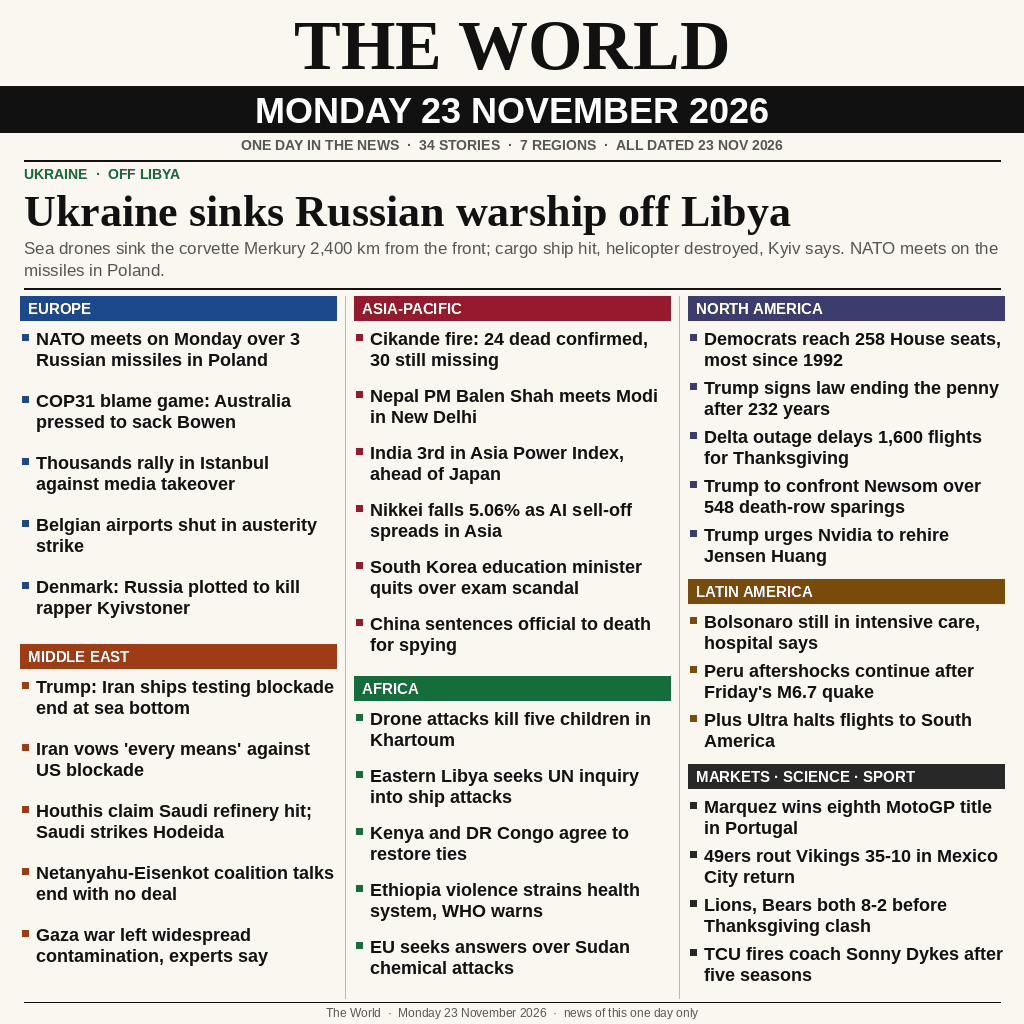 THE WORLD
MONDAY 23 NOVEMBER 2026
ONE DAY IN THE NEWS · 34 STORIES · 7 REGIONS · ALL DATED 23 NOV 2026
UKRAINE · OFF LIBYA
Ukraine sinks Russian warship off Libya
Sea drones sink the corvette Merkury 2,400 km from the front; cargo ship hit, helicopter destroyed, Kyiv says. NATO meets on the
missiles in Poland.
EUROPE
NATO meets on Monday over 3
Russian missiles in Poland
COP31 blame game: Australia
pressed to sack Bowen
Thousands rally in Istanbul
against media takeover
Belgian airports shut in austerity
strike
Denmark: Russia plotted to kill
rapper Kyivstoner
MIDDLE EAST
Trump: Iran ships testing blockade
end at sea bottom
Iran vows 'every means' against
US blockade
Houthis claim Saudi refinery hit;
Saudi strikes Hodeida
Netanyahu-Eisenkot coalition talks
end with no deal
Gaza war left widespread
contamination, experts say
ASIA-PACIFIC
Cikande fire: 24 dead confirmed,
30 still missing
Nepal PM Balen Shah meets Modi
in New Delhi
India 3rd in Asia Power Index,
ahead of Japan
Nikkei falls 5.06% as AI sell-off
spreads in Asia
South Korea education minister
quits over exam scandal
China sentences official to death
for spying
AFRICA
Drone attacks kill five children in
Khartoum
Eastern Libya seeks UN inquiry
into ship attacks
Kenya and DR Congo agree to
restore ties
Ethiopia violence strains health
system, WHO warns
EU seeks answers over Sudan
chemical attacks
NORTH AMERICA
Democrats reach 258 House seats,
most since 1992
Trump signs law ending the penny
after 232 years
Delta outage delays 1,600 flights
for Thanksgiving
Trump to confront Newsom over
548 death-row sparings
Trump urges Nvidia to rehire
Jensen Huang
LATIN AMERICA
Bolsonaro still in intensive care,
hospital says
Peru aftershocks continue after
Friday's M6.7 quake
Plus Ultra halts flights to South
America
MARKETS · SCIENCE · SPORT
Marquez wins eighth MotoGP title
in Portugal
49ers rout Vikings 35-10 in Mexico
City return
Lions, Bears both 8-2 before
Thanksgiving clash
TCU fires coach Sonny Dykes after
five seasons
The World · Monday 23 November 2026 · news of this one day only